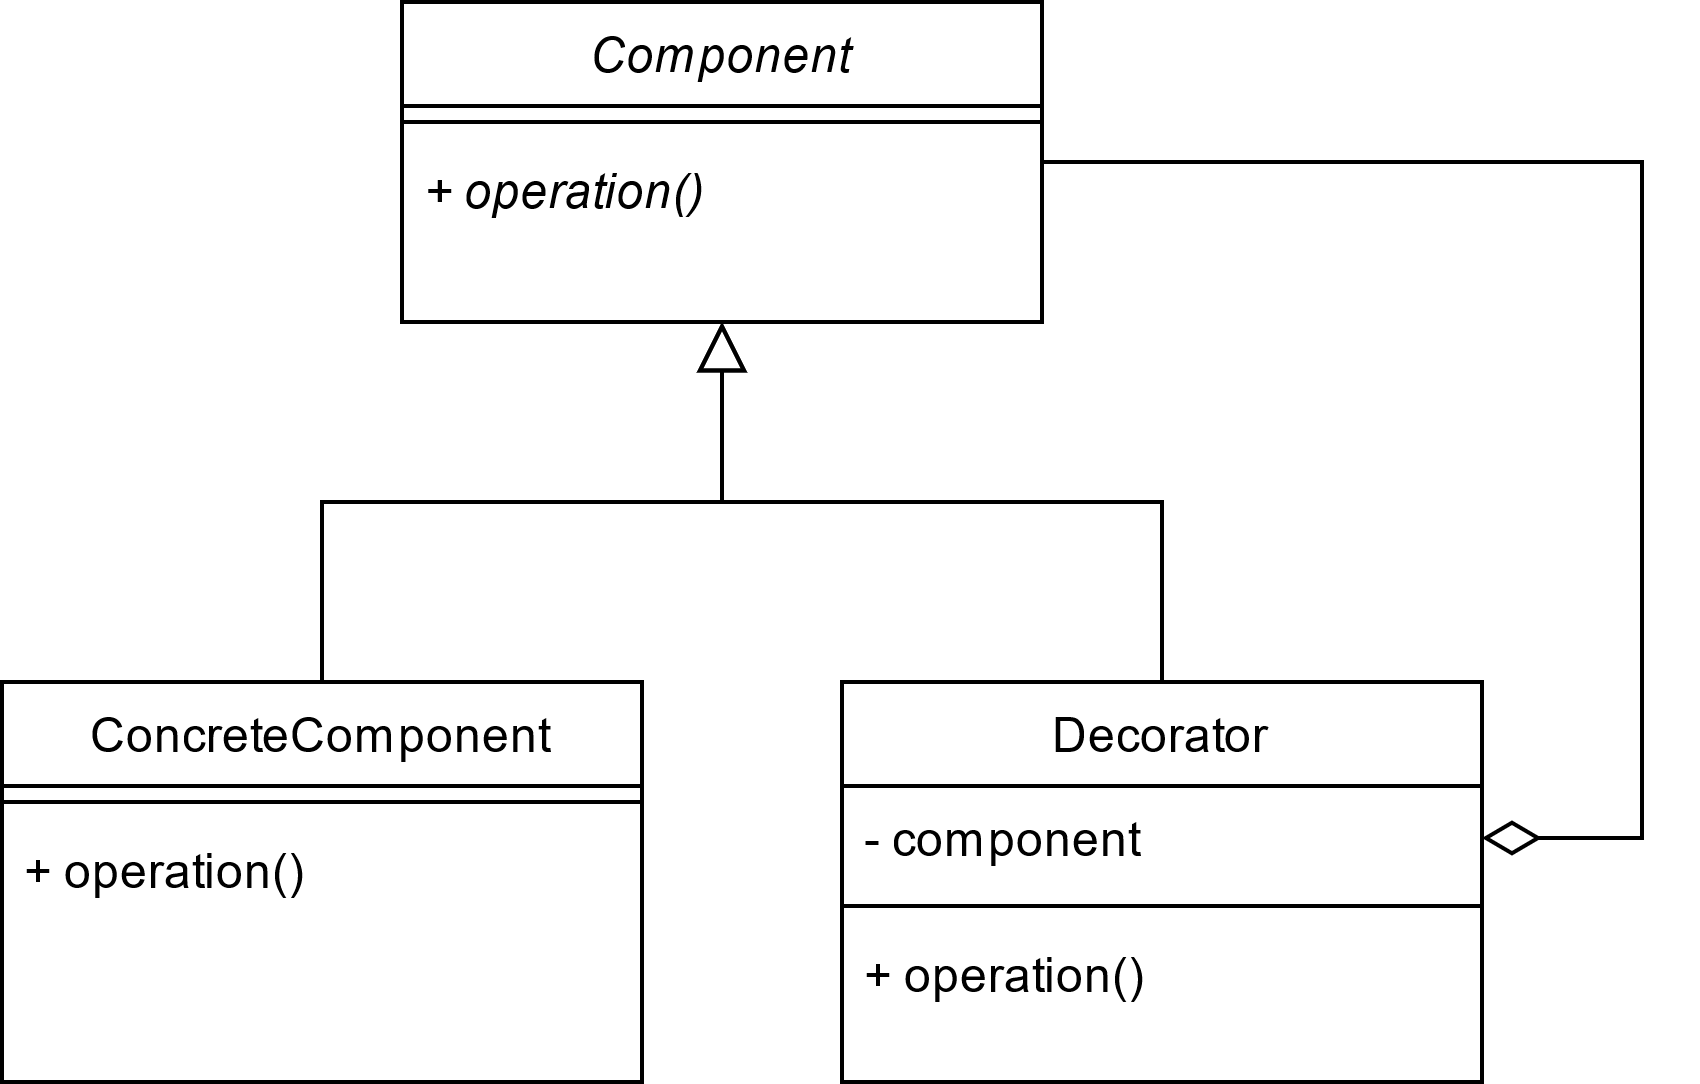 Component
+ operation()
ConcreteComponent
+ operation()
Decorator
- component
+ operation()